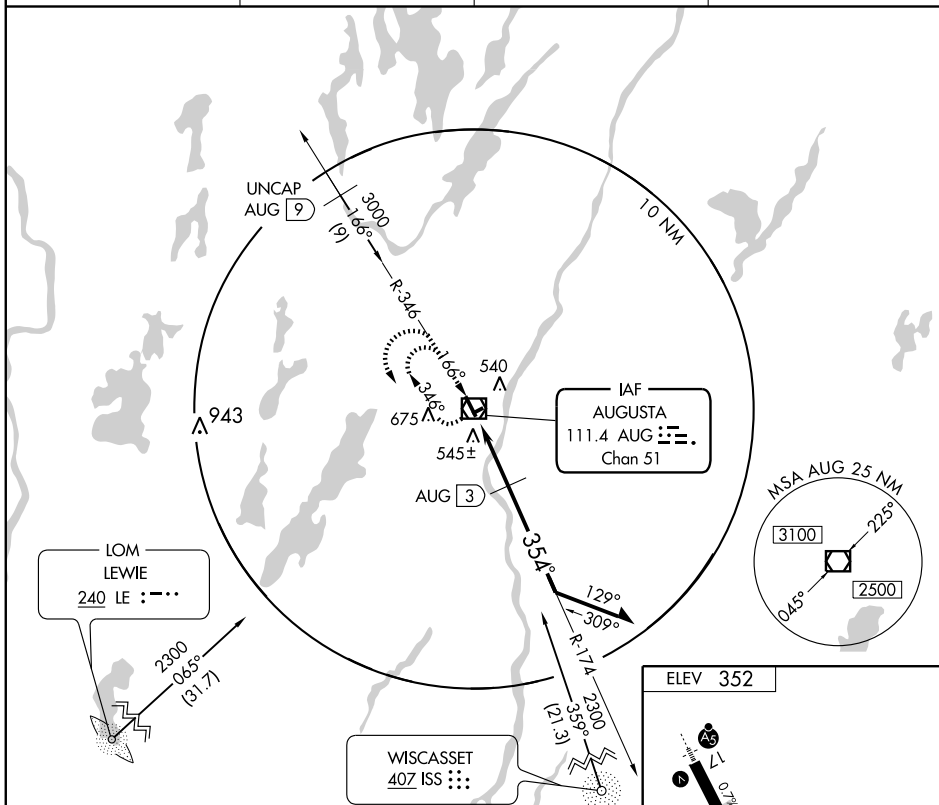 UNCAP
AUG 9
3000
166°
(9)
10 NM
R-346
166°
346°
540
943
675
545±
IAF
AUGUSTA
111.4 AUG
Chan 51
AUG 3
MSA AUG 25 NM
3100
225°
045°
2500
354°
129°
309°
R-174
LOM
LEWIE
240 LE
2300
065°
(31.7)
2300
359°
(21.3)
WISCASSET
407 ISS
ELEV 352
A5
17
0.7%